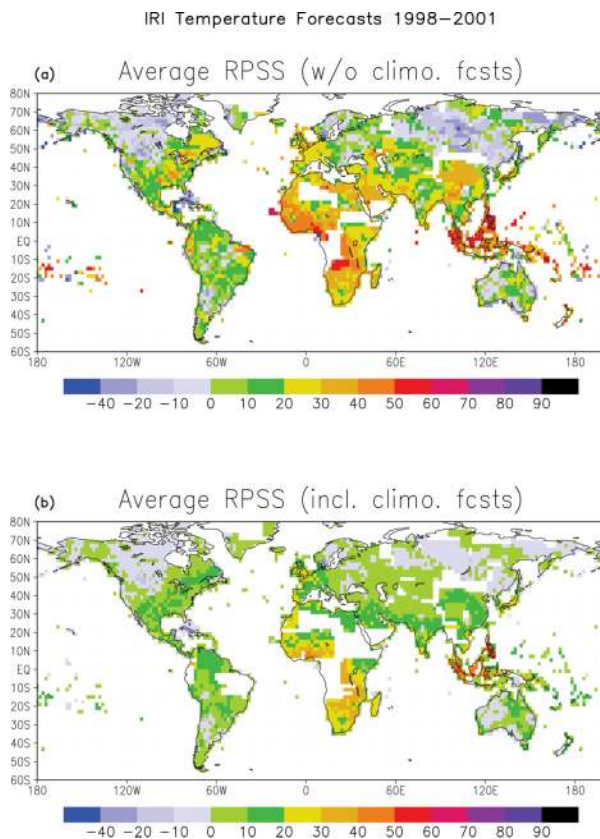 IRI Temperature Forecasts 1998–2001
(a) Average RPSS (w/o climo. fcsts)
80N
70N
60N
50N
40N
30N
20N
10N
EQ
10S
20S
30S
40S
50S
60S
180 120W 60W 0 60E 120E 180
−40 −20 −10 0 10 20 30 40 50 60 70 80 90
(b) Average RPSS (incl. climo. fcsts)
80N
70N
60N
50N
40N
30N
20N
10N
EQ
10S
20S
30S
40S
50S
60S
180 120W 60W 0 60E 120E 180
−40 −20 −10 0 10 20 30 40 50 60 70 80 90